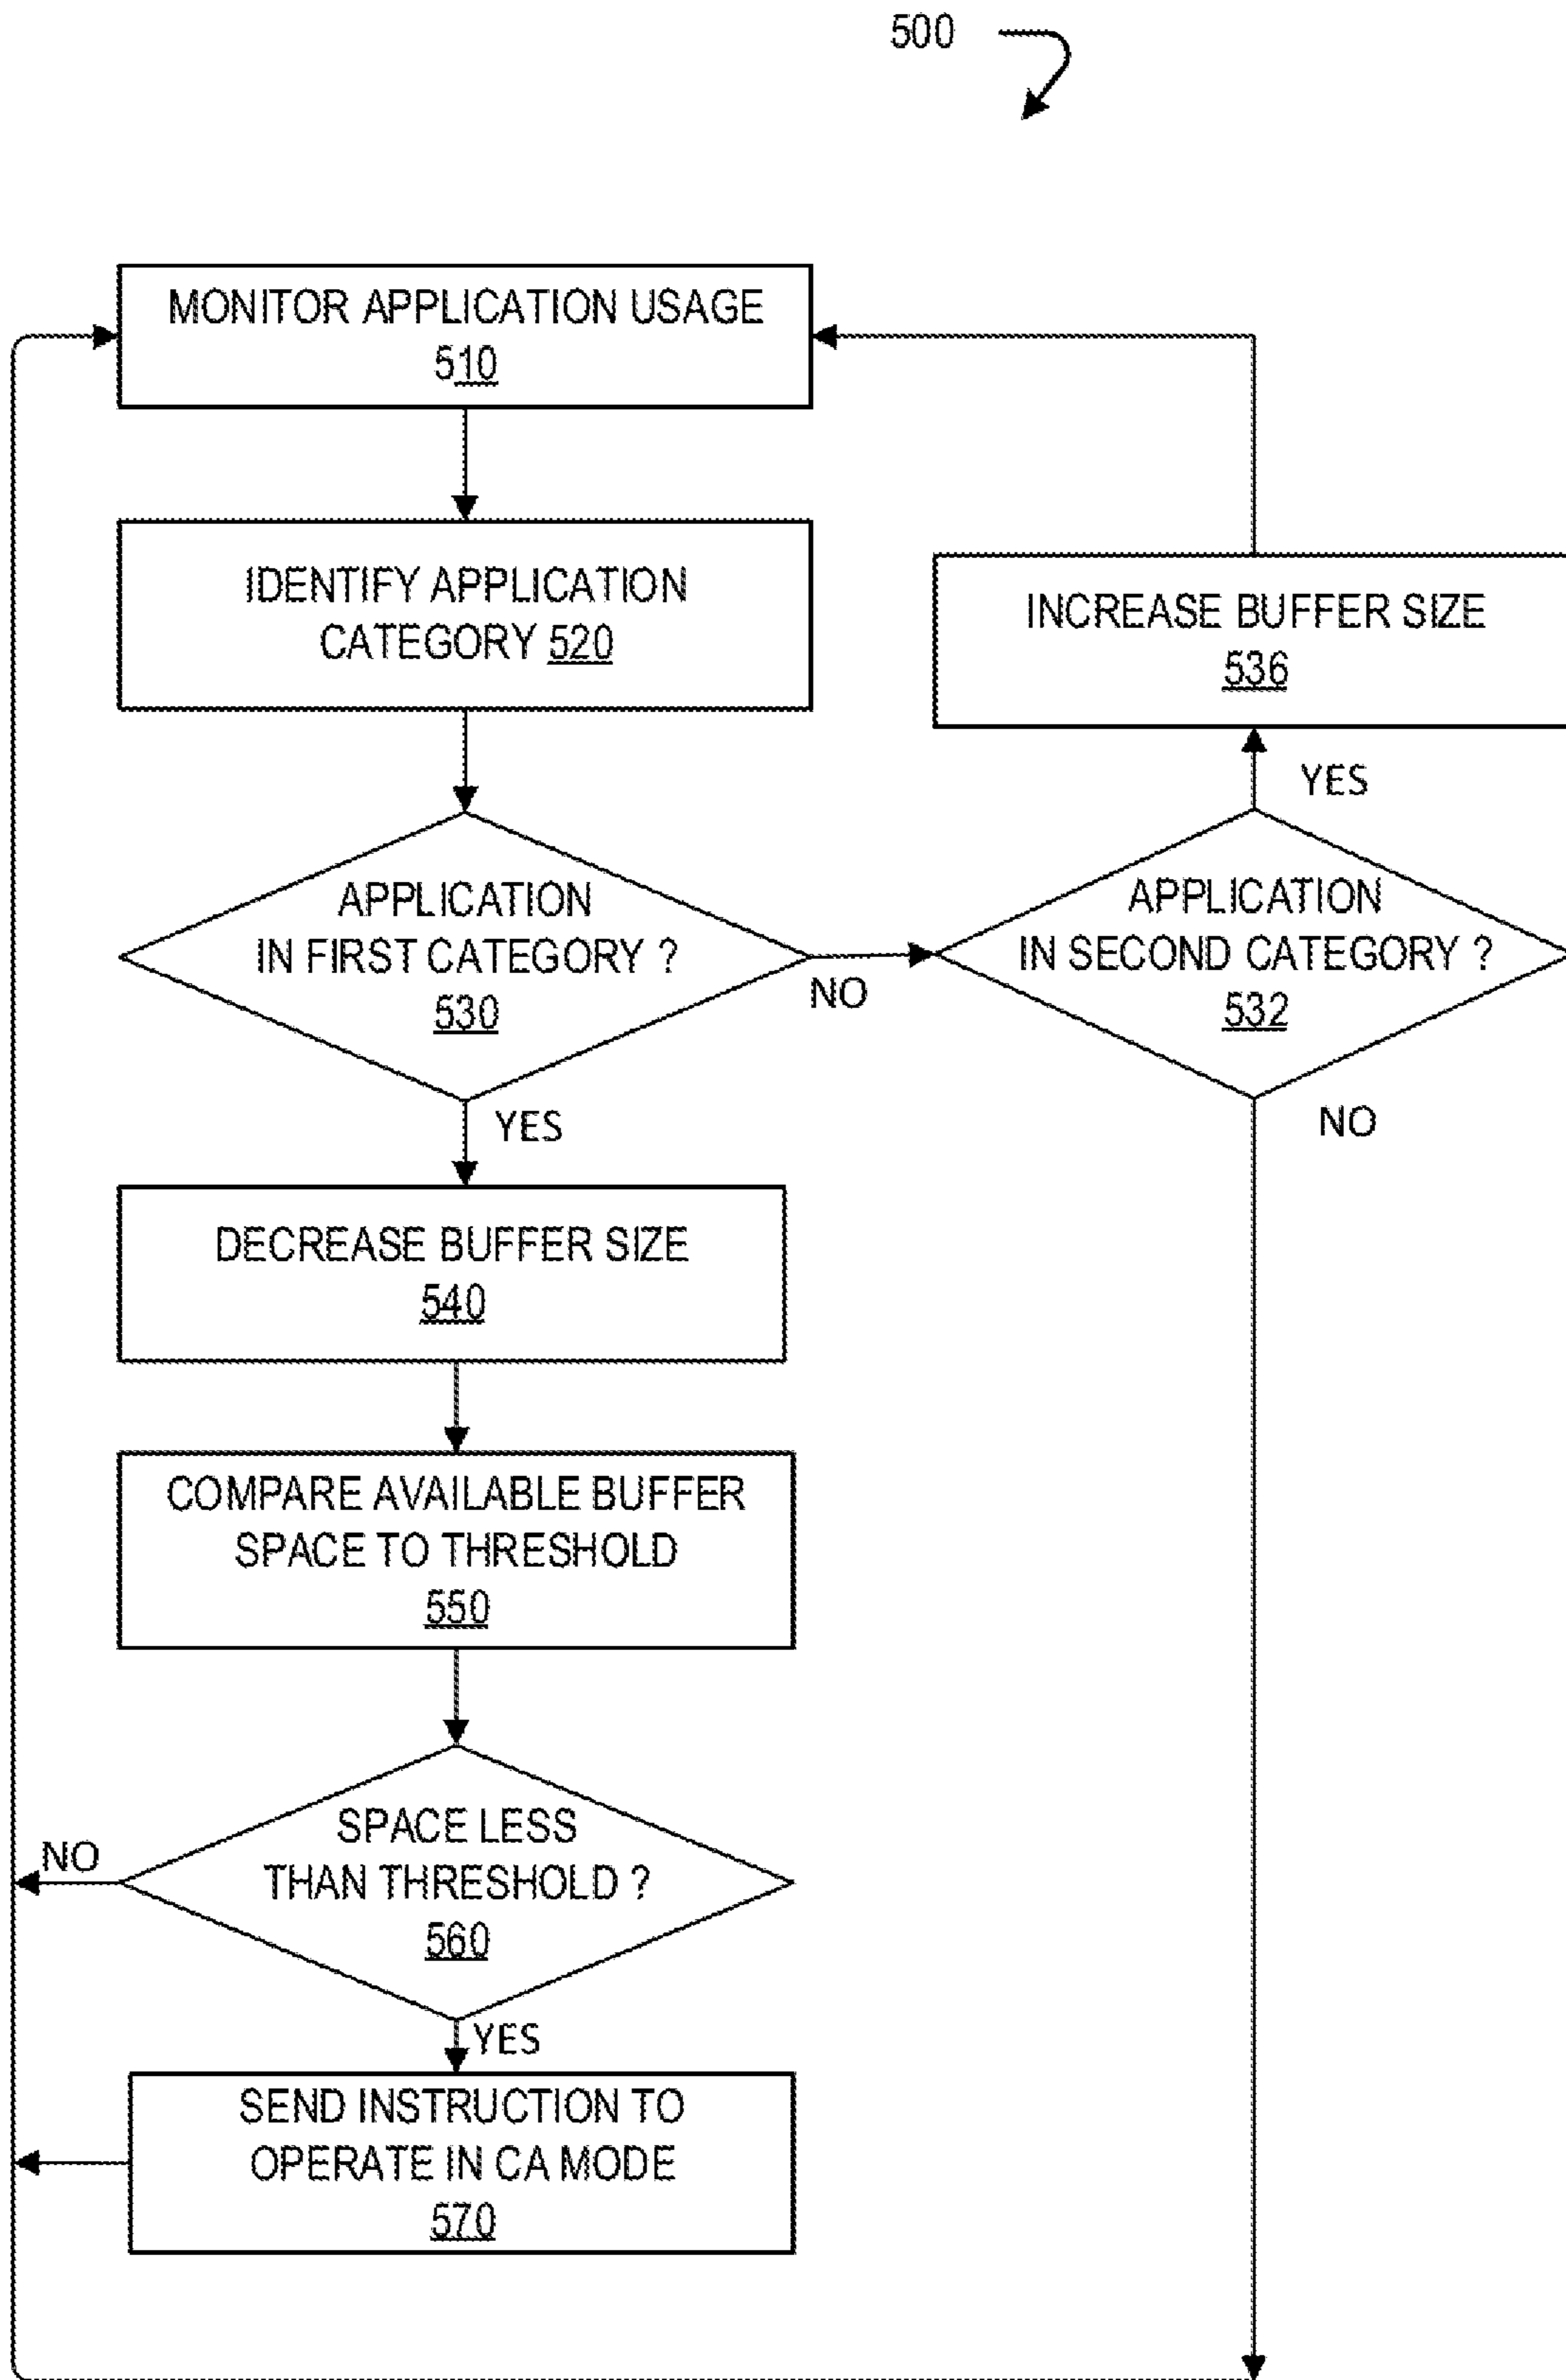 500
MONITOR APPLICATION USAGE
510
IDENTIFY APPLICATION
CATEGORY 520
INCREASE BUFFER SIZE
536
YES
APPLICATION
IN FIRST CATEGORY ?
530
NO
APPLICATION
IN SECOND CATEGORY ?
532
YES
NO
DECREASE BUFFER SIZE
540
COMPARE AVAILABLE BUFFER
SPACE TO THRESHOLD
550
SPACE LESS
THAN THRESHOLD ?
560
NO
YES
SEND INSTRUCTION TO
OPERATE IN CA MODE
570